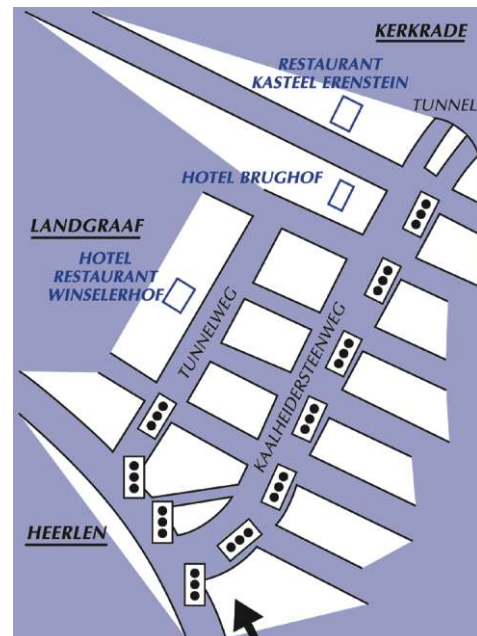 KERKRADE
RESTAURANT
KASTEEL ERENSTEIN
TUNNEL
HOTEL BRUGHOF
LANDGRAAF
HOTEL
RESTAURANT
WINSELERHOF
TUNNELWEG
KAALHEIDERSTEENWEG
HEERLEN